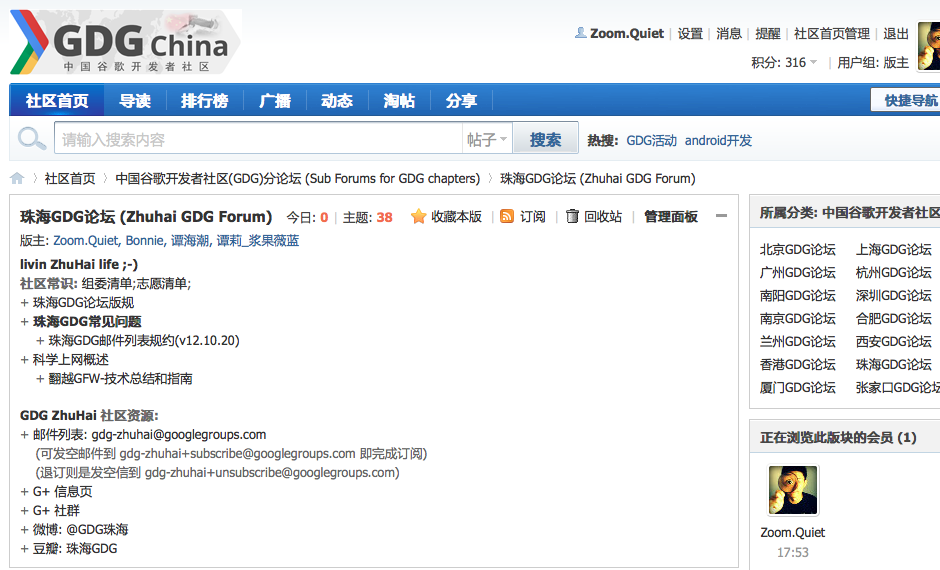 GDG China
中国谷歌开发者社区
Zoom.Quiet | 设置 | 消息 | 提醒 | 社区首页管理 | 退出
积分: 316 | 用户组: 版主
社区首页 导读 排行榜 广播 动态 淘帖 分享 快捷导航
请输入搜索内容 帖子 搜索 热搜: GDG活动 android开发
社区首页 中国谷歌开发者社区(GDG)分论坛 (Sub Forums for GDG chapters) 珠海GDG论坛 (Zhuhai GDG Forum)
珠海GDG论坛 (Zhuhai GDG Forum) 今日: 0 | 主题: 38 收藏本版 | 订阅 | 回收站 | 管理面板
版主: Zoom.Quiet, Bonnie, 谭海潮, 谭莉_浆果薇蓝
livin ZhuHai life ;-)
社区常识: 组委清单;志愿清单;
+ 珠海GDG论坛版规
+ 珠海GDG常见问题
+ 珠海GDG邮件列表规约(v12.10.20)
+ 科学上网概述
+ 翻越GFW-技术总结和指南
GDG ZhuHai 社区资源:
+ 邮件列表: gdg-zhuhai@googlegroups.com
(可发空邮件到 gdg-zhuhai+subscribe@googlegroups.com 即完成订阅)
(退订则是发空信到 gdg-zhuhai+unsubscribe@googlegroups.com)
+ G+ 信息页
+ G+ 社群
+ 微博: @GDG珠海
+ 豆瓣: 珠海GDG
所属分类: 中国谷歌开发者社区
北京GDG论坛 上海GDG论坛
广州GDG论坛 杭州GDG论坛
南阳GDG论坛 深圳GDG论坛
南京GDG论坛 合肥GDG论坛
兰州GDG论坛 西安GDG论坛
香港GDG论坛 珠海GDG论坛
厦门GDG论坛 张家口GDG论坛
正在浏览此版块的会员 (1)
Zoom.Quiet
17:53